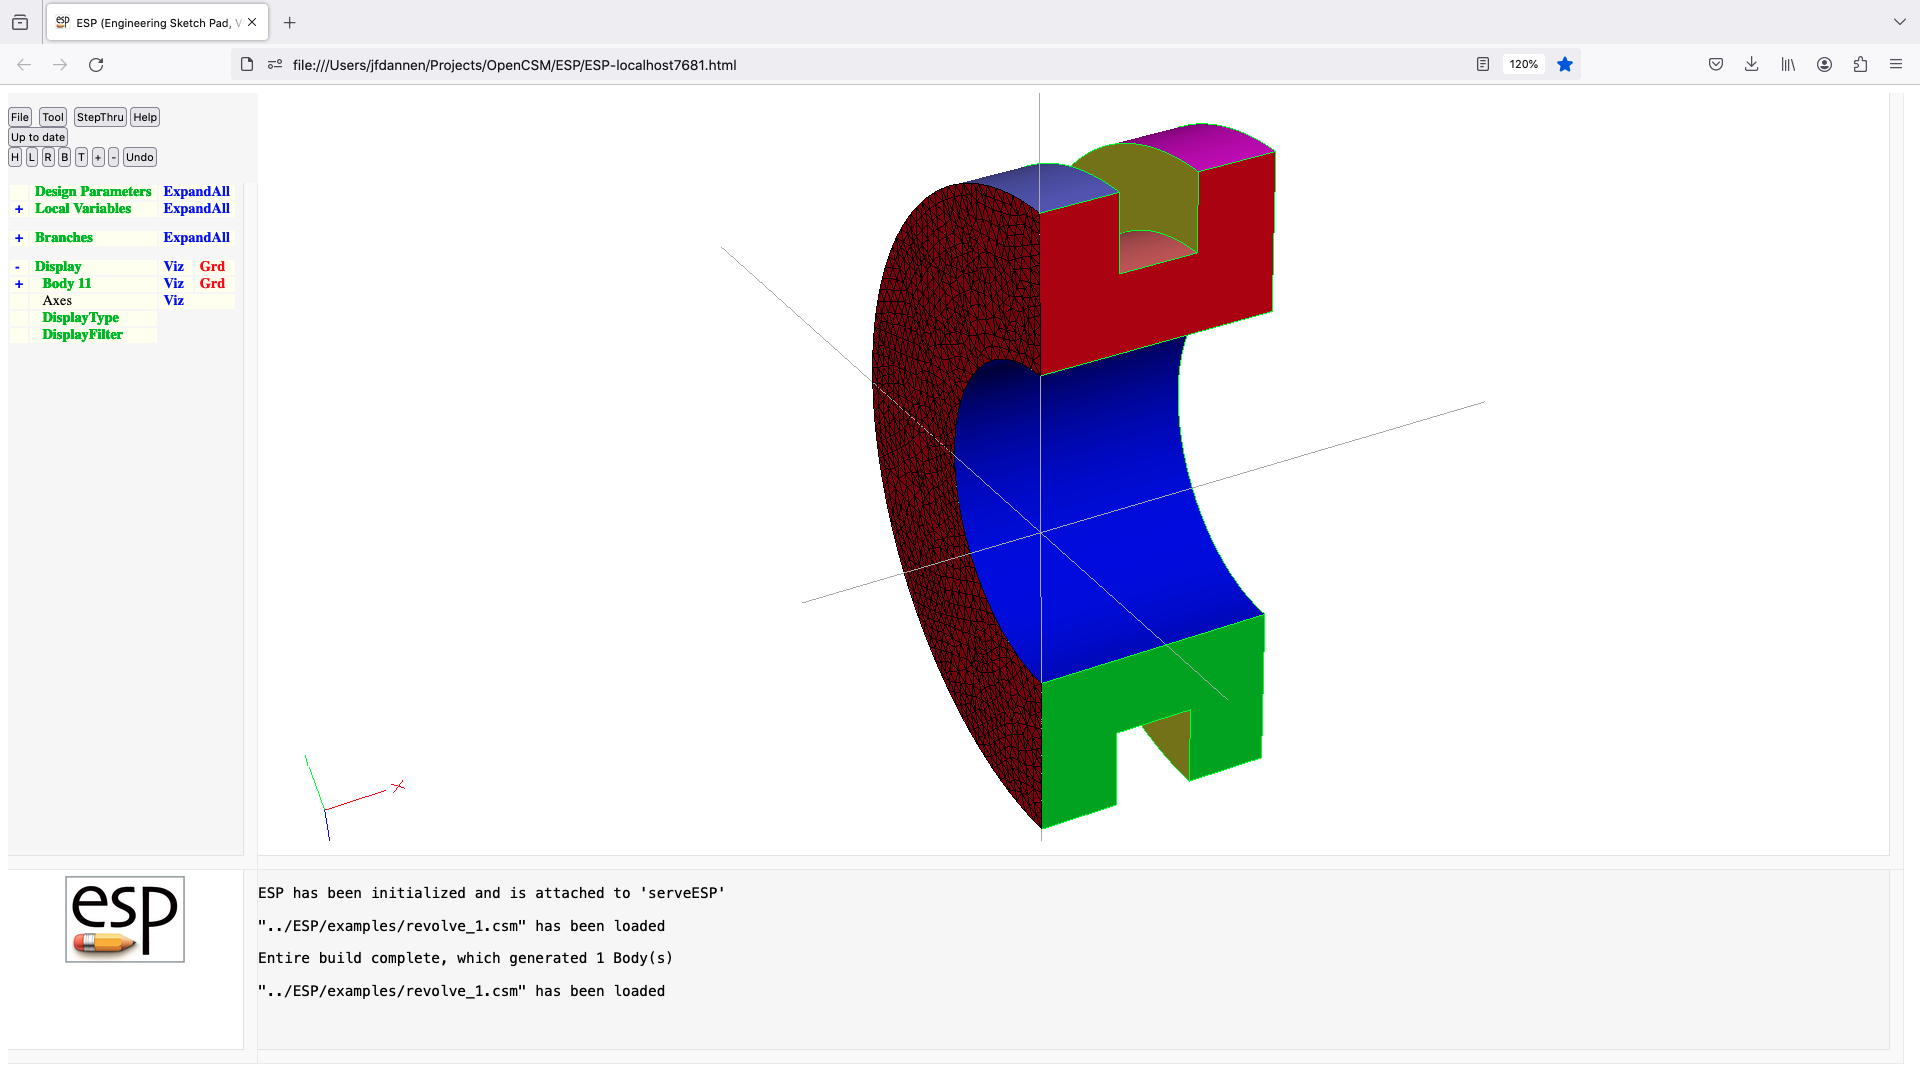 ESP (Engineering Sketch Pad, V
file:///Users/jfdannen/Projects/OpenCSM/ESP/ESP-localhost7681.html
120%
File Tool StepThru Help
Up to date
H L R B T + - Undo
Design Parameters ExpandAll
+ Local Variables ExpandAll
+ Branches ExpandAll
- Display Viz Grd
+ Body 11 Viz Grd
Axes Viz
DisplayType
DisplayFilter
X
esp
ESP has been initialized and is attached to 'serveESP'
"../ESP/examples/revolve_1.csm" has been loaded
Entire build complete, which generated 1 Body(s)
"../ESP/examples/revolve_1.csm" has been loaded